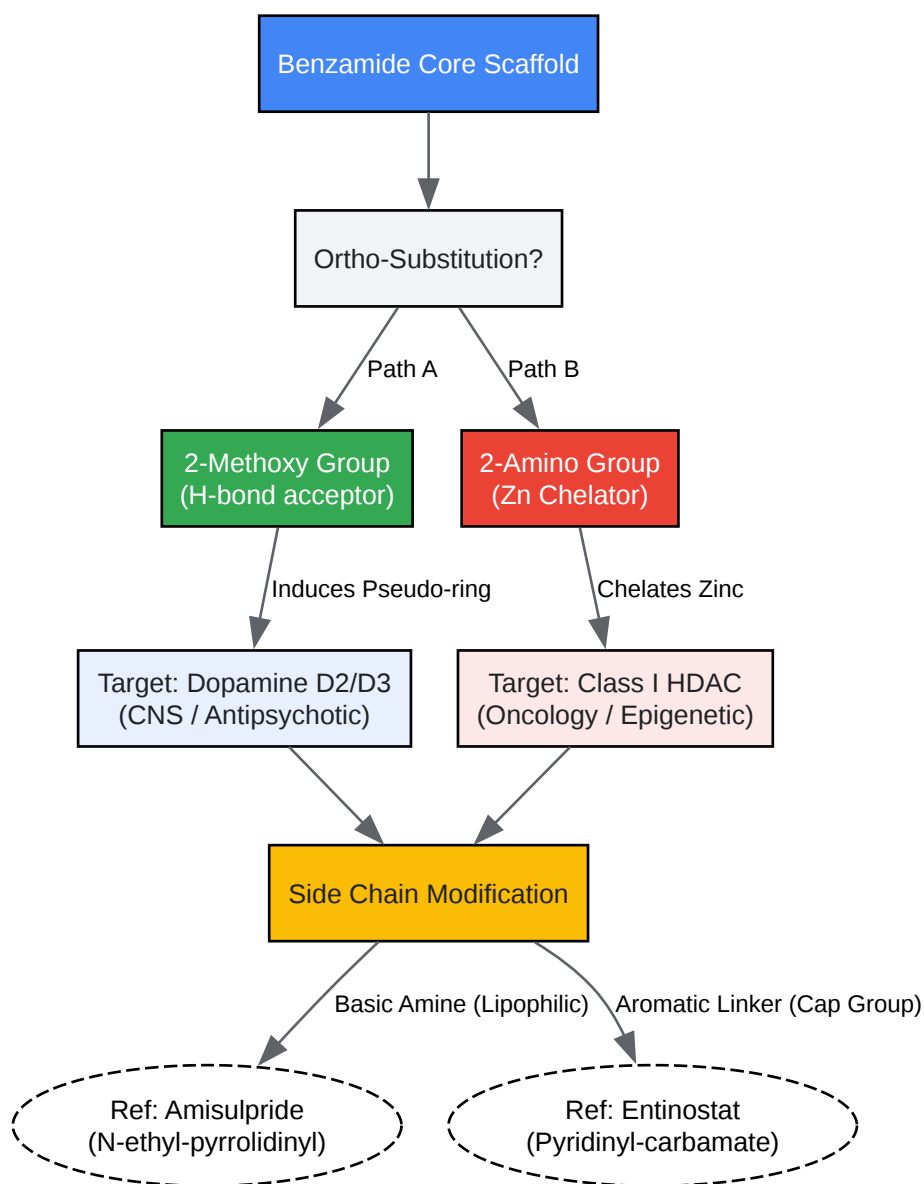 Benzamide Core Scaffold
Ortho-Substitution?
Path A
Path B
2-Methoxy Group
(H-bond acceptor)
2-Amino Group
(Zn Chelator)
Induces Pseudo-ring
Chelates Zinc
Target: Dopamine D2/D3
(CNS / Antipsychotic)
Target: Class I HDAC
(Oncology / Epigenetic)
Side Chain Modification
Basic Amine (Lipophilic)
Aromatic Linker (Cap Group)
Ref: Amisulpride
(N-ethyl-pyrrolidinyl)
Ref: Entinostat
(Pyridinyl-carbamate)